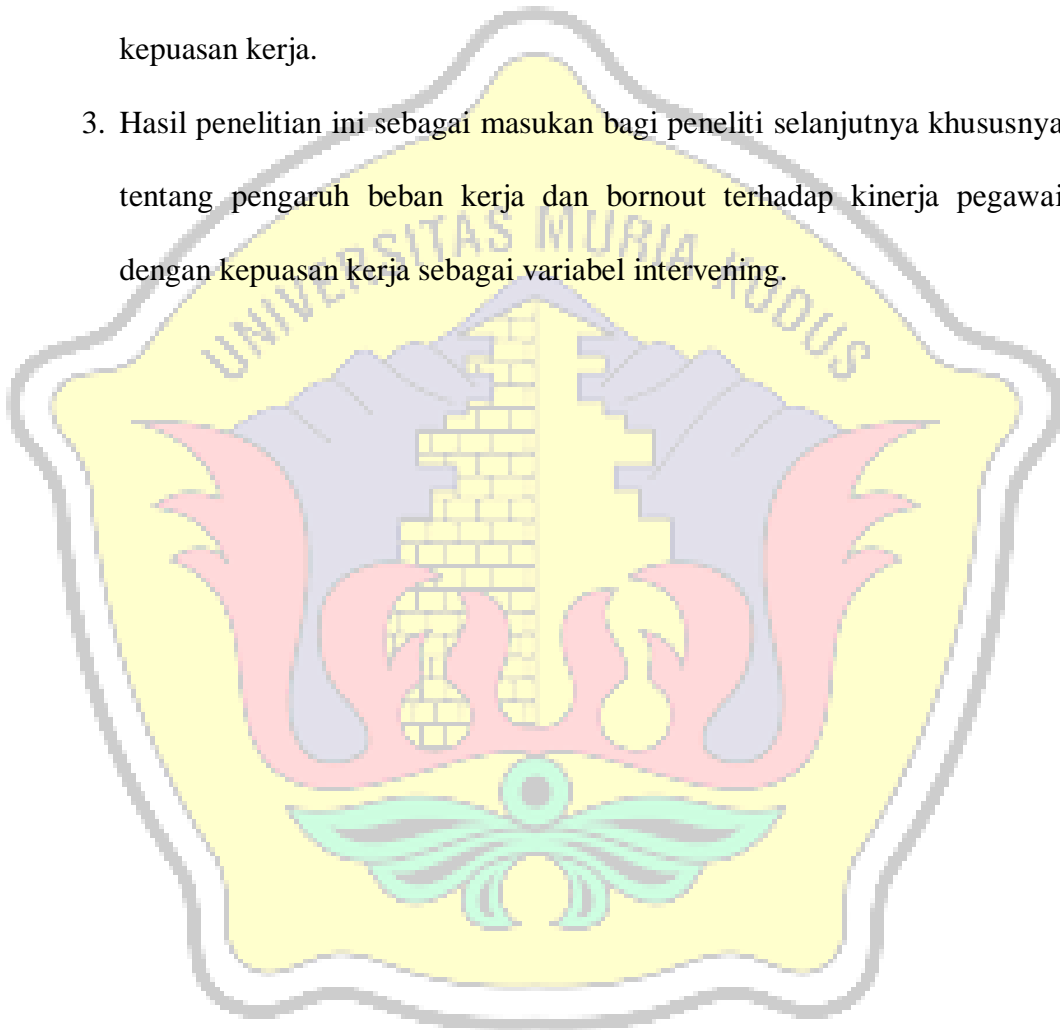 kepuasan kerja.
3. Hasil penelitian ini sebagai masukan bagi peneliti selanjutnya khususnya
tentang pengaruh beban kerja dan bornout terhadap kinerja pegawai
dengan kepuasan kerja sebagai variabel intervening.
UNIVERSITAS MURIA KUDUS